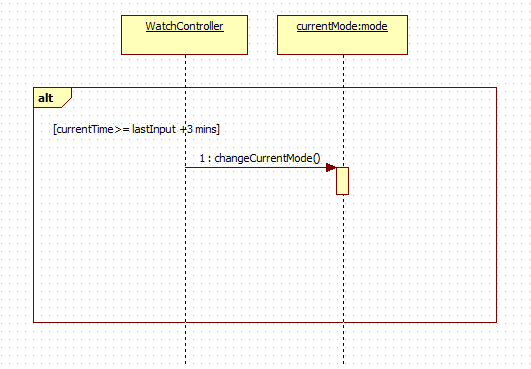 WatchController
currentMode:mode
alt
[currentTime>= lastInput +3 mins]
1 : changeCurrentMode()